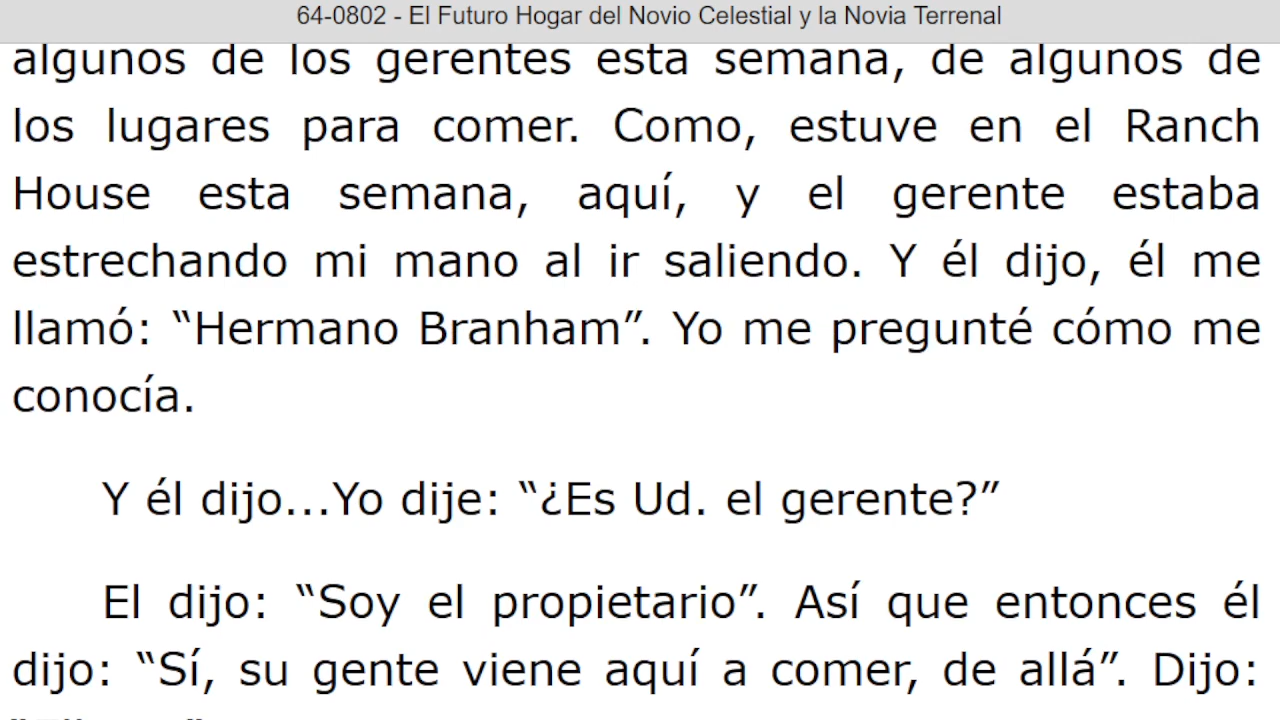 64-0802 - El Futuro Hogar del Novio Celestial y la Novia Terrenal
algunos de los gerentes esta semana, de algunos de
los lugares para comer. Como, estuve en el Ranch
House esta semana, aquí, y el gerente estaba
estrechando mi mano al ir saliendo. Y él dijo, él me
llamó: “Hermano Branham”. Yo me pregunté cómo me
conocía.
Y él dijo...Yo dije: “¿Es Ud. el gerente?”
El dijo: “Soy el propietario”. Así que entonces él
dijo: “Sí, su gente viene aquí a comer, de allá”. Dijo: